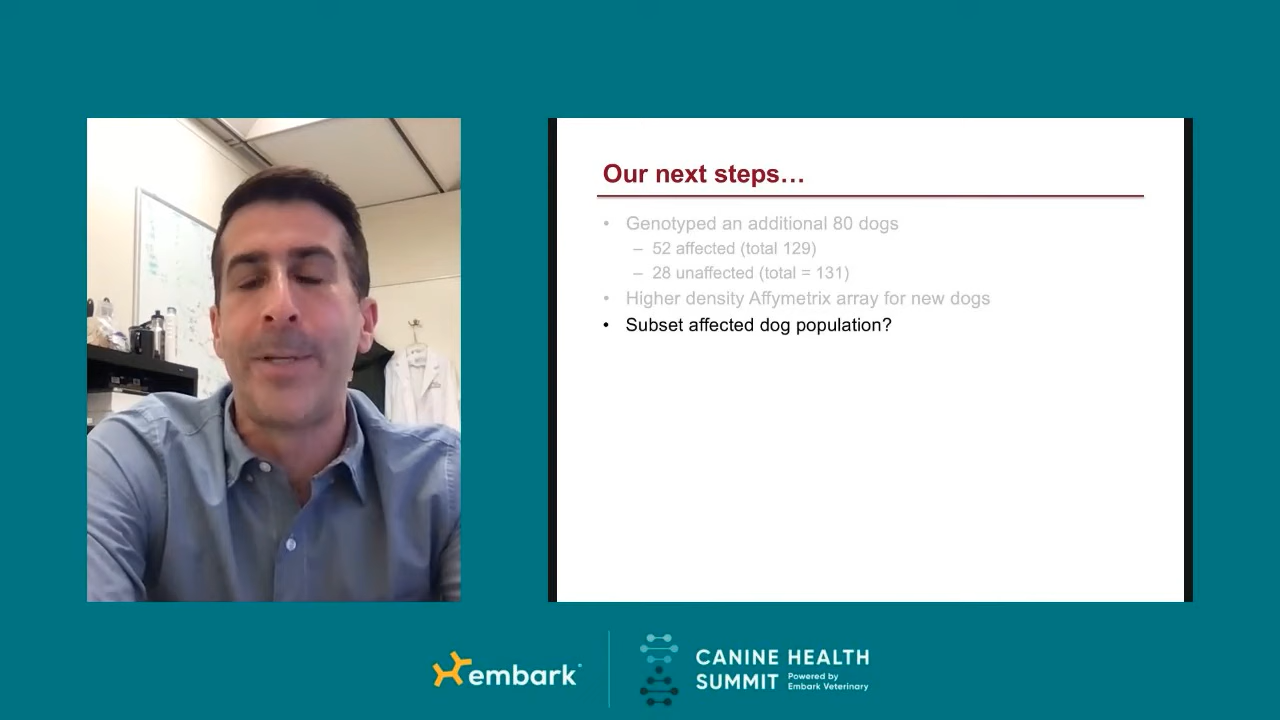 Our next steps…
• Genotyped an additional 80 dogs
– 52 affected (total 129)
– 28 unaffected (total = 131)
• Higher density Affymetrix array for new dogs
• Subset affected dog population?
embark
CANINE HEALTH
SUMMIT Powered by
Embark Veterinary